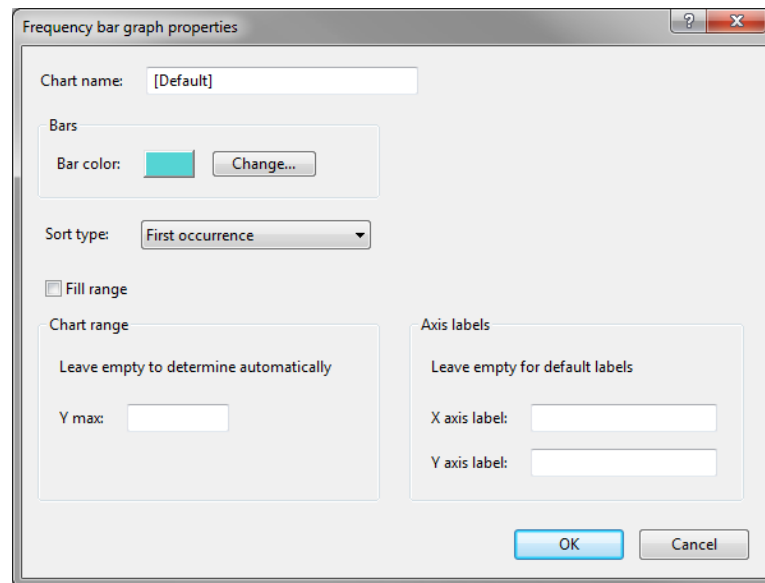 Frequency bar graph properties
?
Chart name: [Default]
Bars
Bar color: Change...
Sort type: First occurrence
Fill range
Chart range
Leave empty to determine automatically
Y max:
Axis labels
Leave empty for default labels
X axis label:
Y axis label:
OK Cancel